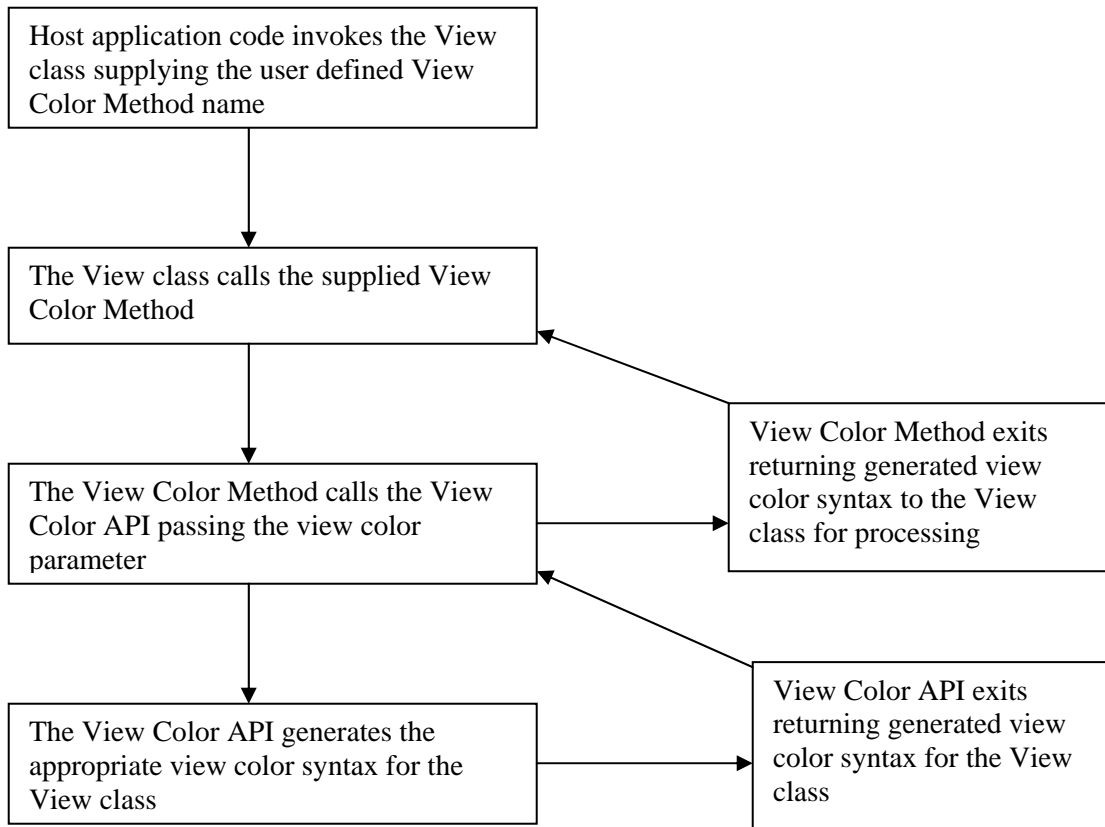 Host application code invokes the View
class supplying the user defined View
Color Method name
The View class calls the supplied View
Color Method
View Color Method exits
returning generated view
color syntax to the View
class for processing
The View Color Method calls the View
Color API passing the view color
parameter
View Color API exits
returning generated view
color syntax for the View
class
The View Color API generates the
appropriate view color syntax for the
View class